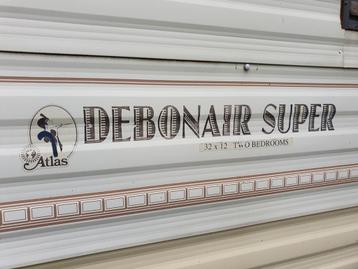 DEBONAIR SUPER
32 x 12 TWO BEDROOMS
Atlas